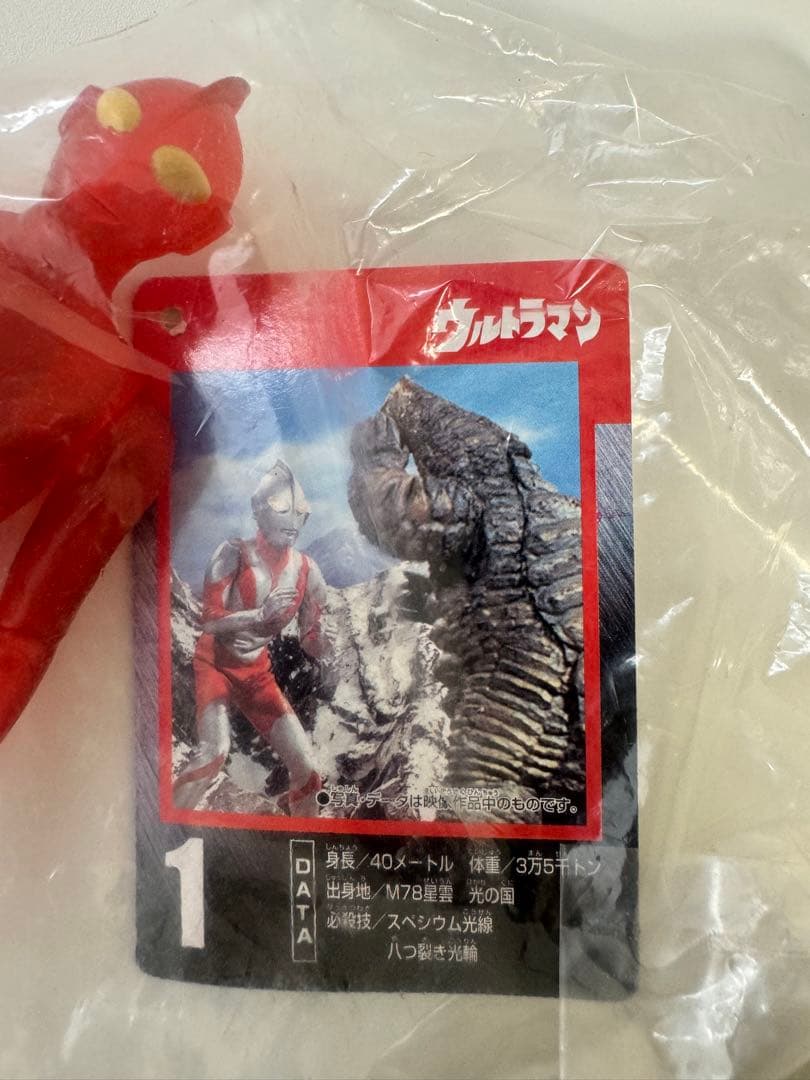 ウルトラマン
●写真・データは映像作品中のものです。
1
DATA
身長/40メートル 体重/3万5千トン
出身地/M78星雲 光の国
必殺技/スペシウム光線
八つ裂き光輪